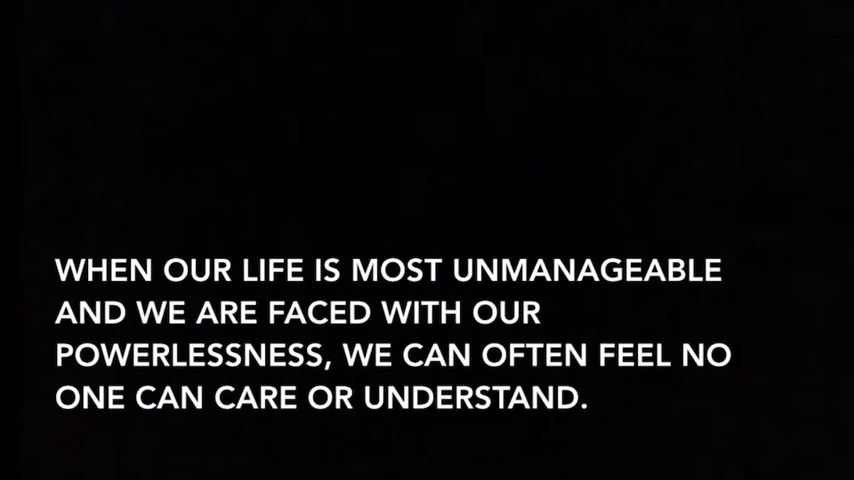 WHEN OUR LIFE IS MOST UNMANAGEABLE
AND WE ARE FACED WITH OUR
POWERLESSNESS, WE CAN OFTEN FEEL NO
ONE CAN CARE OR UNDERSTAND.